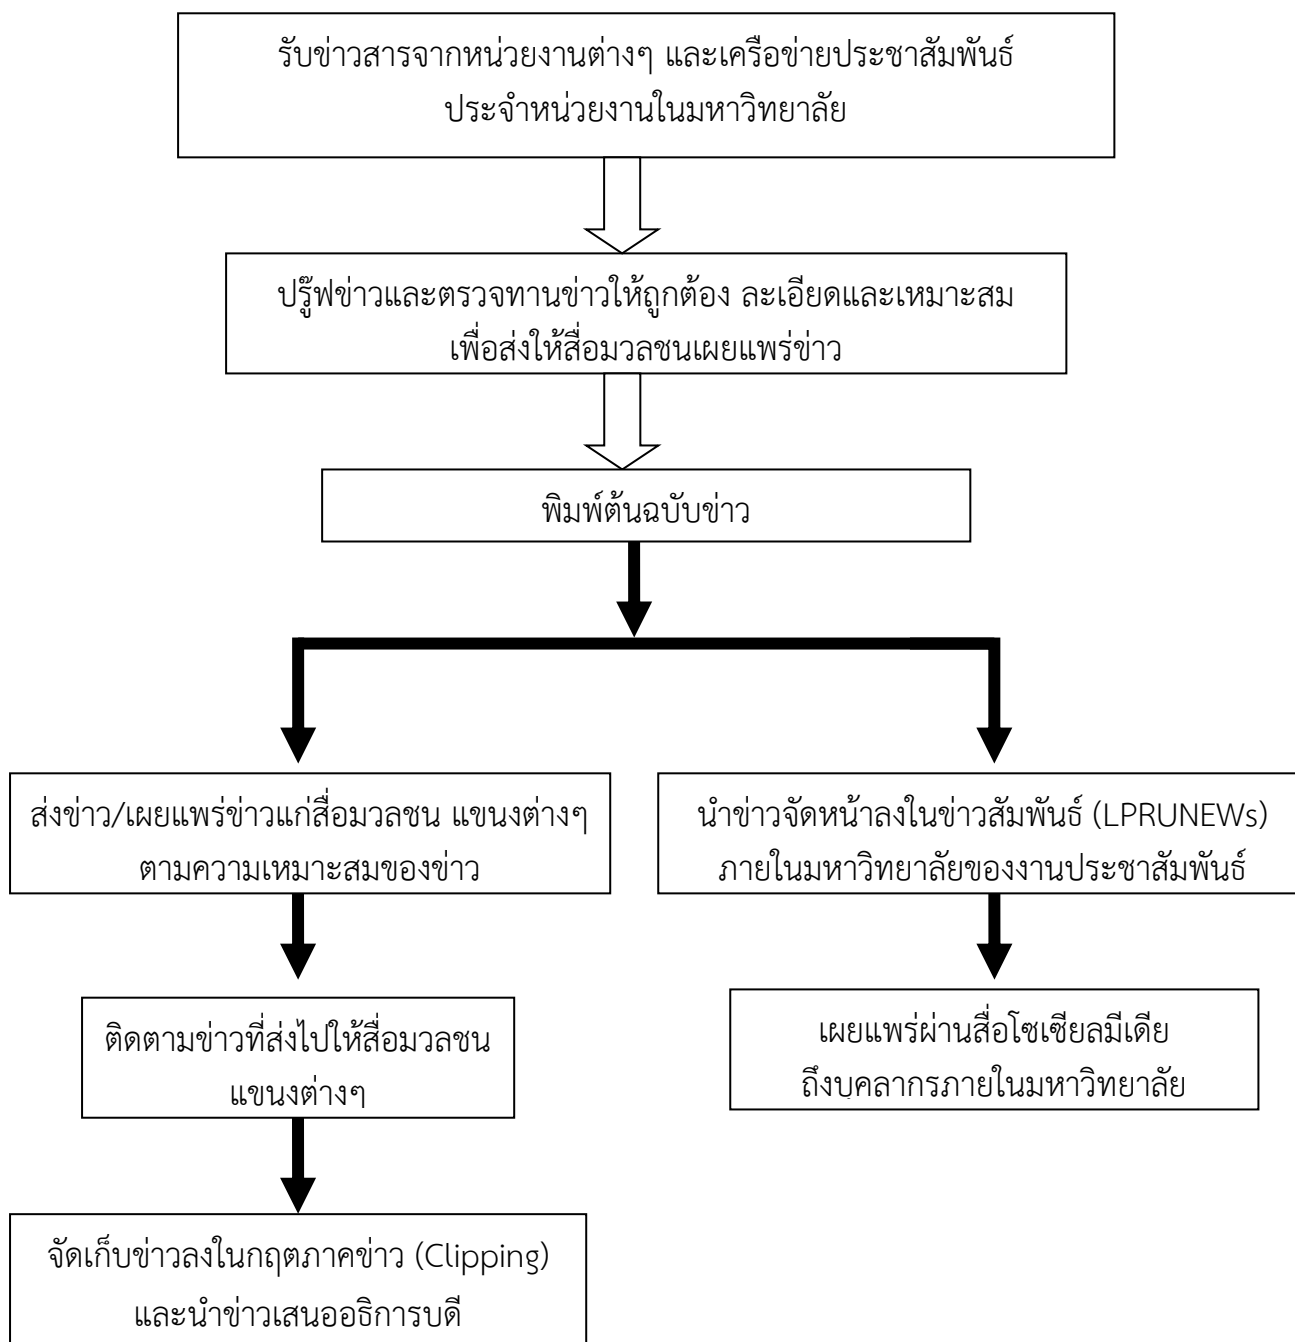 รับข่าวสารจากหน่วยงานต่างๆ และเครือข่ายประชาสัมพันธ์
ประจำหน่วยงานในมหาวิทยาลัย
ปรู๊ฟข่าวและตรวจทานข่าวให้ถูกต้อง ละเอียดและเหมาะสม
เพื่อส่งให้สื่อมวลชนเผยแพร่ข่าว
พิมพ์ต้นฉบับข่าว
ส่งข่าว/เผยแพร่ข่าวแก่สื่อมวลชน แขนงต่างๆ
ตามความเหมาะสมของข่าว
นำข่าวจัดหน้าลงในข่าวสัมพันธ์ (LPRUNEWs)
ภายในมหาวิทยาลัยของงานประชาสัมพันธ์
ติดตามข่าวที่ส่งไปให้สื่อมวลชน
แขนงต่างๆ
เผยแพร่ผ่านสื่อโซเซียลมีเดีย
ถึงบุคลากรภายในมหาวิทยาลัย
จัดเก็บข่าวลงในกฤตภาคข่าว (Clipping)
และนำข่าวเสนออธิการบดี